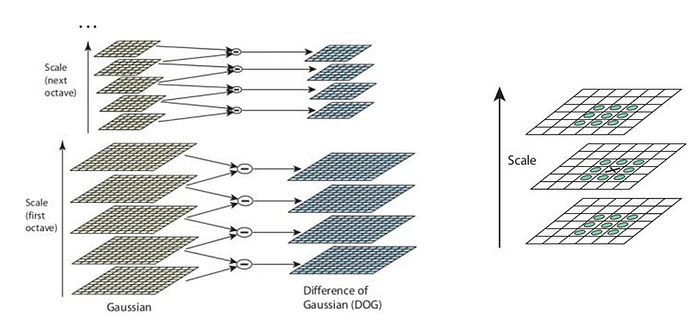 ...
Scale
(next
octave)
Scale
(first
octave)
Gaussian
Difference of
Gaussian (DOG)
Scale